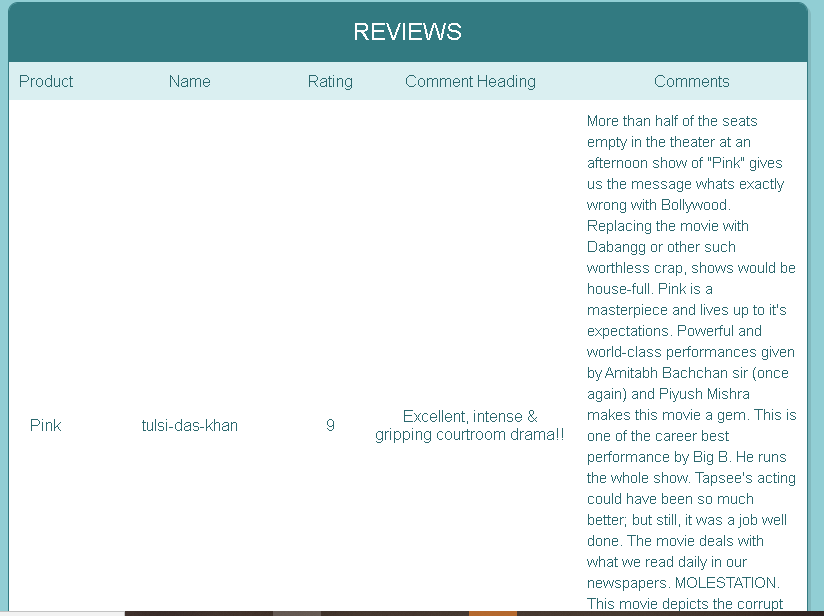 REVIEWS
Product Name Rating Comment Heading Comments
Pink tulsi-das-khan 9 Excellent, intense &
gripping courtroom drama!!
More than half of the seats
empty in the theater at an
afternoon show of "Pink" gives
us the message whats exactly
wrong with Bollywood.
Replacing the movie with
Dabangg or other such
worthless crap, shows would be
house-full. Pink is a
masterpiece and lives up to it's
expectations. Powerful and
world-class performances given
by Amitabh Bachchan sir (once
again) and Piyush Mishra
makes this movie a gem. This is
one of the career best
performance by Big B. He runs
the whole show. Tapsee's acting
could have been so much
better; but still, it was a job well
done. The movie deals with
what we read daily in our
newspapers. MOLESTATION.
This movie depicts the corrupt